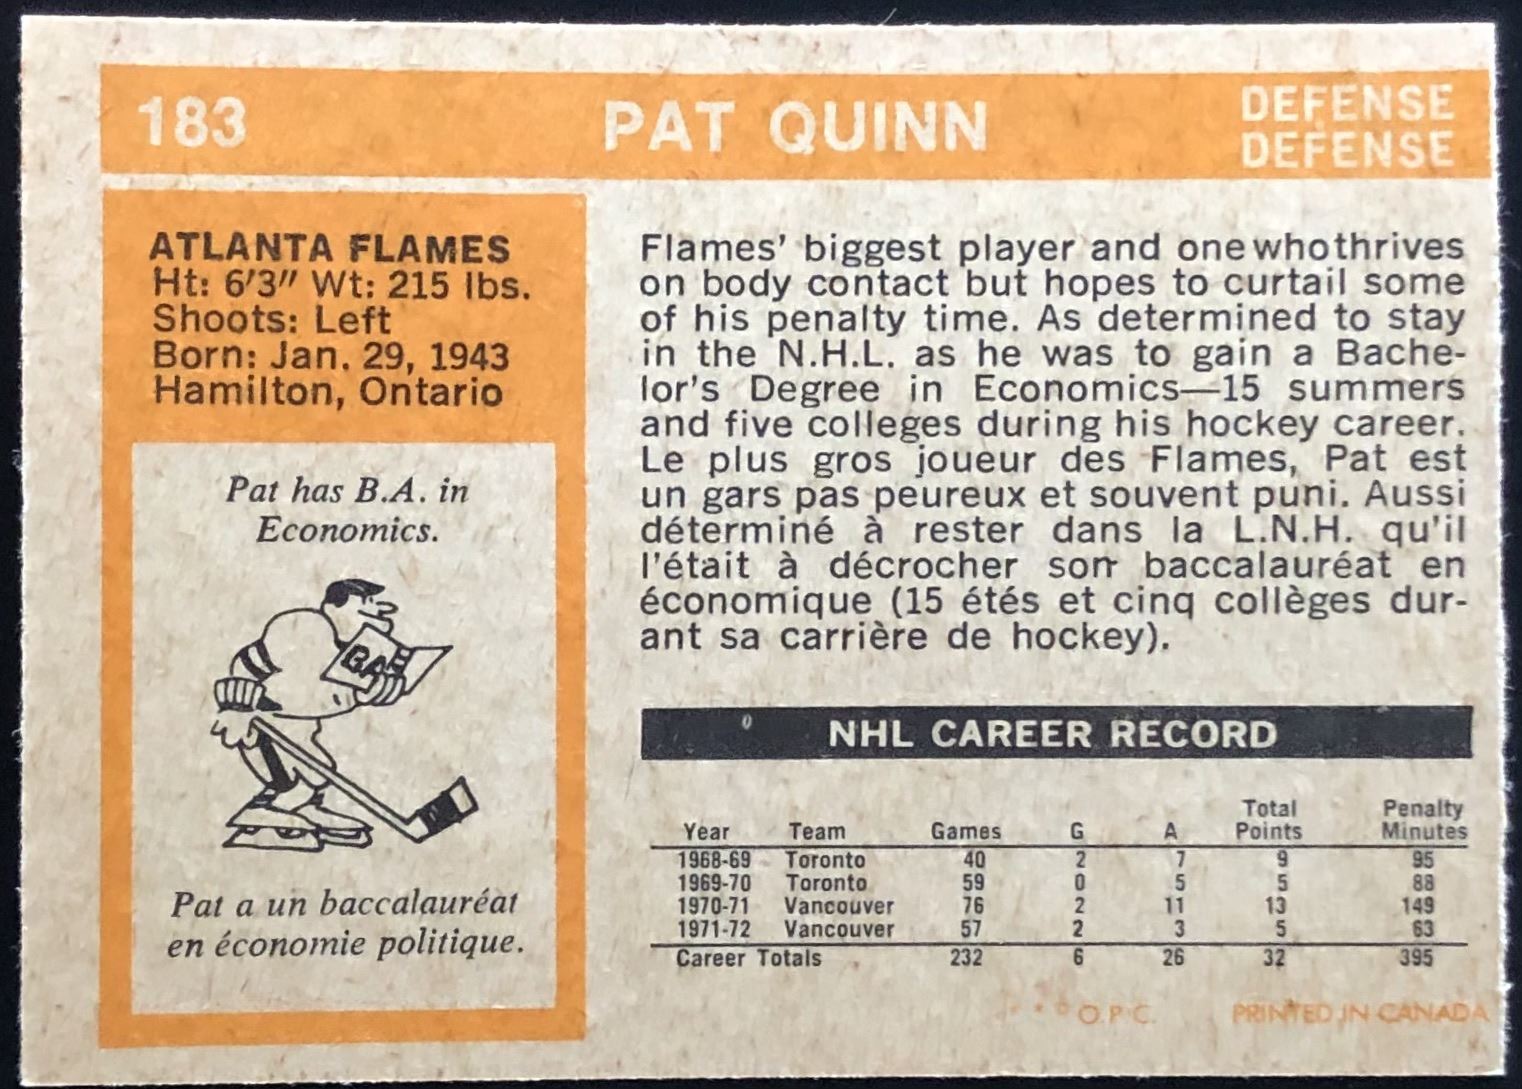 183 PAT QUINN DEFENSE
DEFENSE
ATLANTA FLAMES
Ht: 6'3" Wt: 215 lbs.
Shoots: Left
Born: Jan. 29, 1943
Hamilton, Ontario
Pat has B.A. in
Economics.
BA
Pat a un baccalauréat
en économie politique.
Flames' biggest player and one who thrives
on body contact but hopes to curtail some
of his penalty time. As determined to stay
in the N.H.L. as he was to gain a Bache-
lor's Degree in Economics—15 summers
and five colleges during his hockey career.
Le plus gros joueur des Flames, Pat est
un gars pas peureux et souvent puni. Aussi
déterminé à rester dans la L.N.H. qu'il
l'était à décrocher son baccalauréat en
économique (15 étés et cinq collèges dur-
ant sa carrière de hockey).
NHL CAREER RECORD
Year Team Games G A Total Points Penalty Minutes
1968-69 Toronto 40 2 7 9 95
1969-70 Toronto 59 0 5 5 88
1970-71 Vancouver 76 2 11 13 149
1971-72 Vancouver 57 2 3 5 63
Career Totals 232 6 26 32 395
O.P.C. PRINTED IN CANADA